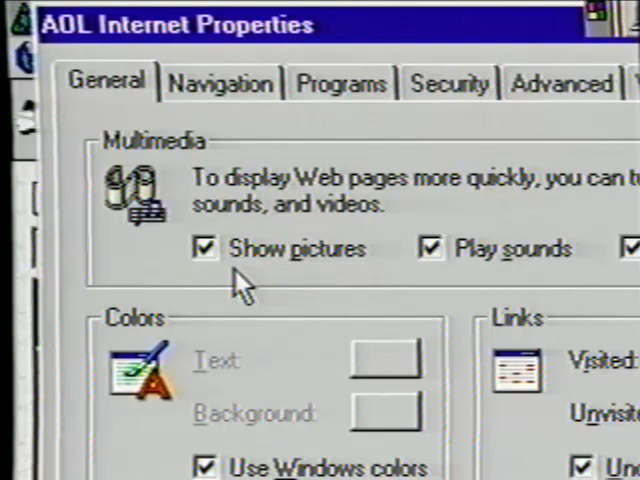 AOL Internet Properties
General Navigation Programs Security Advanced
Multimedia
To display Web pages more quickly, you can
sounds, and videos.
Show pictures Play sounds
Colors
Links
Text:
Visited:
Background:
Use Windows colors